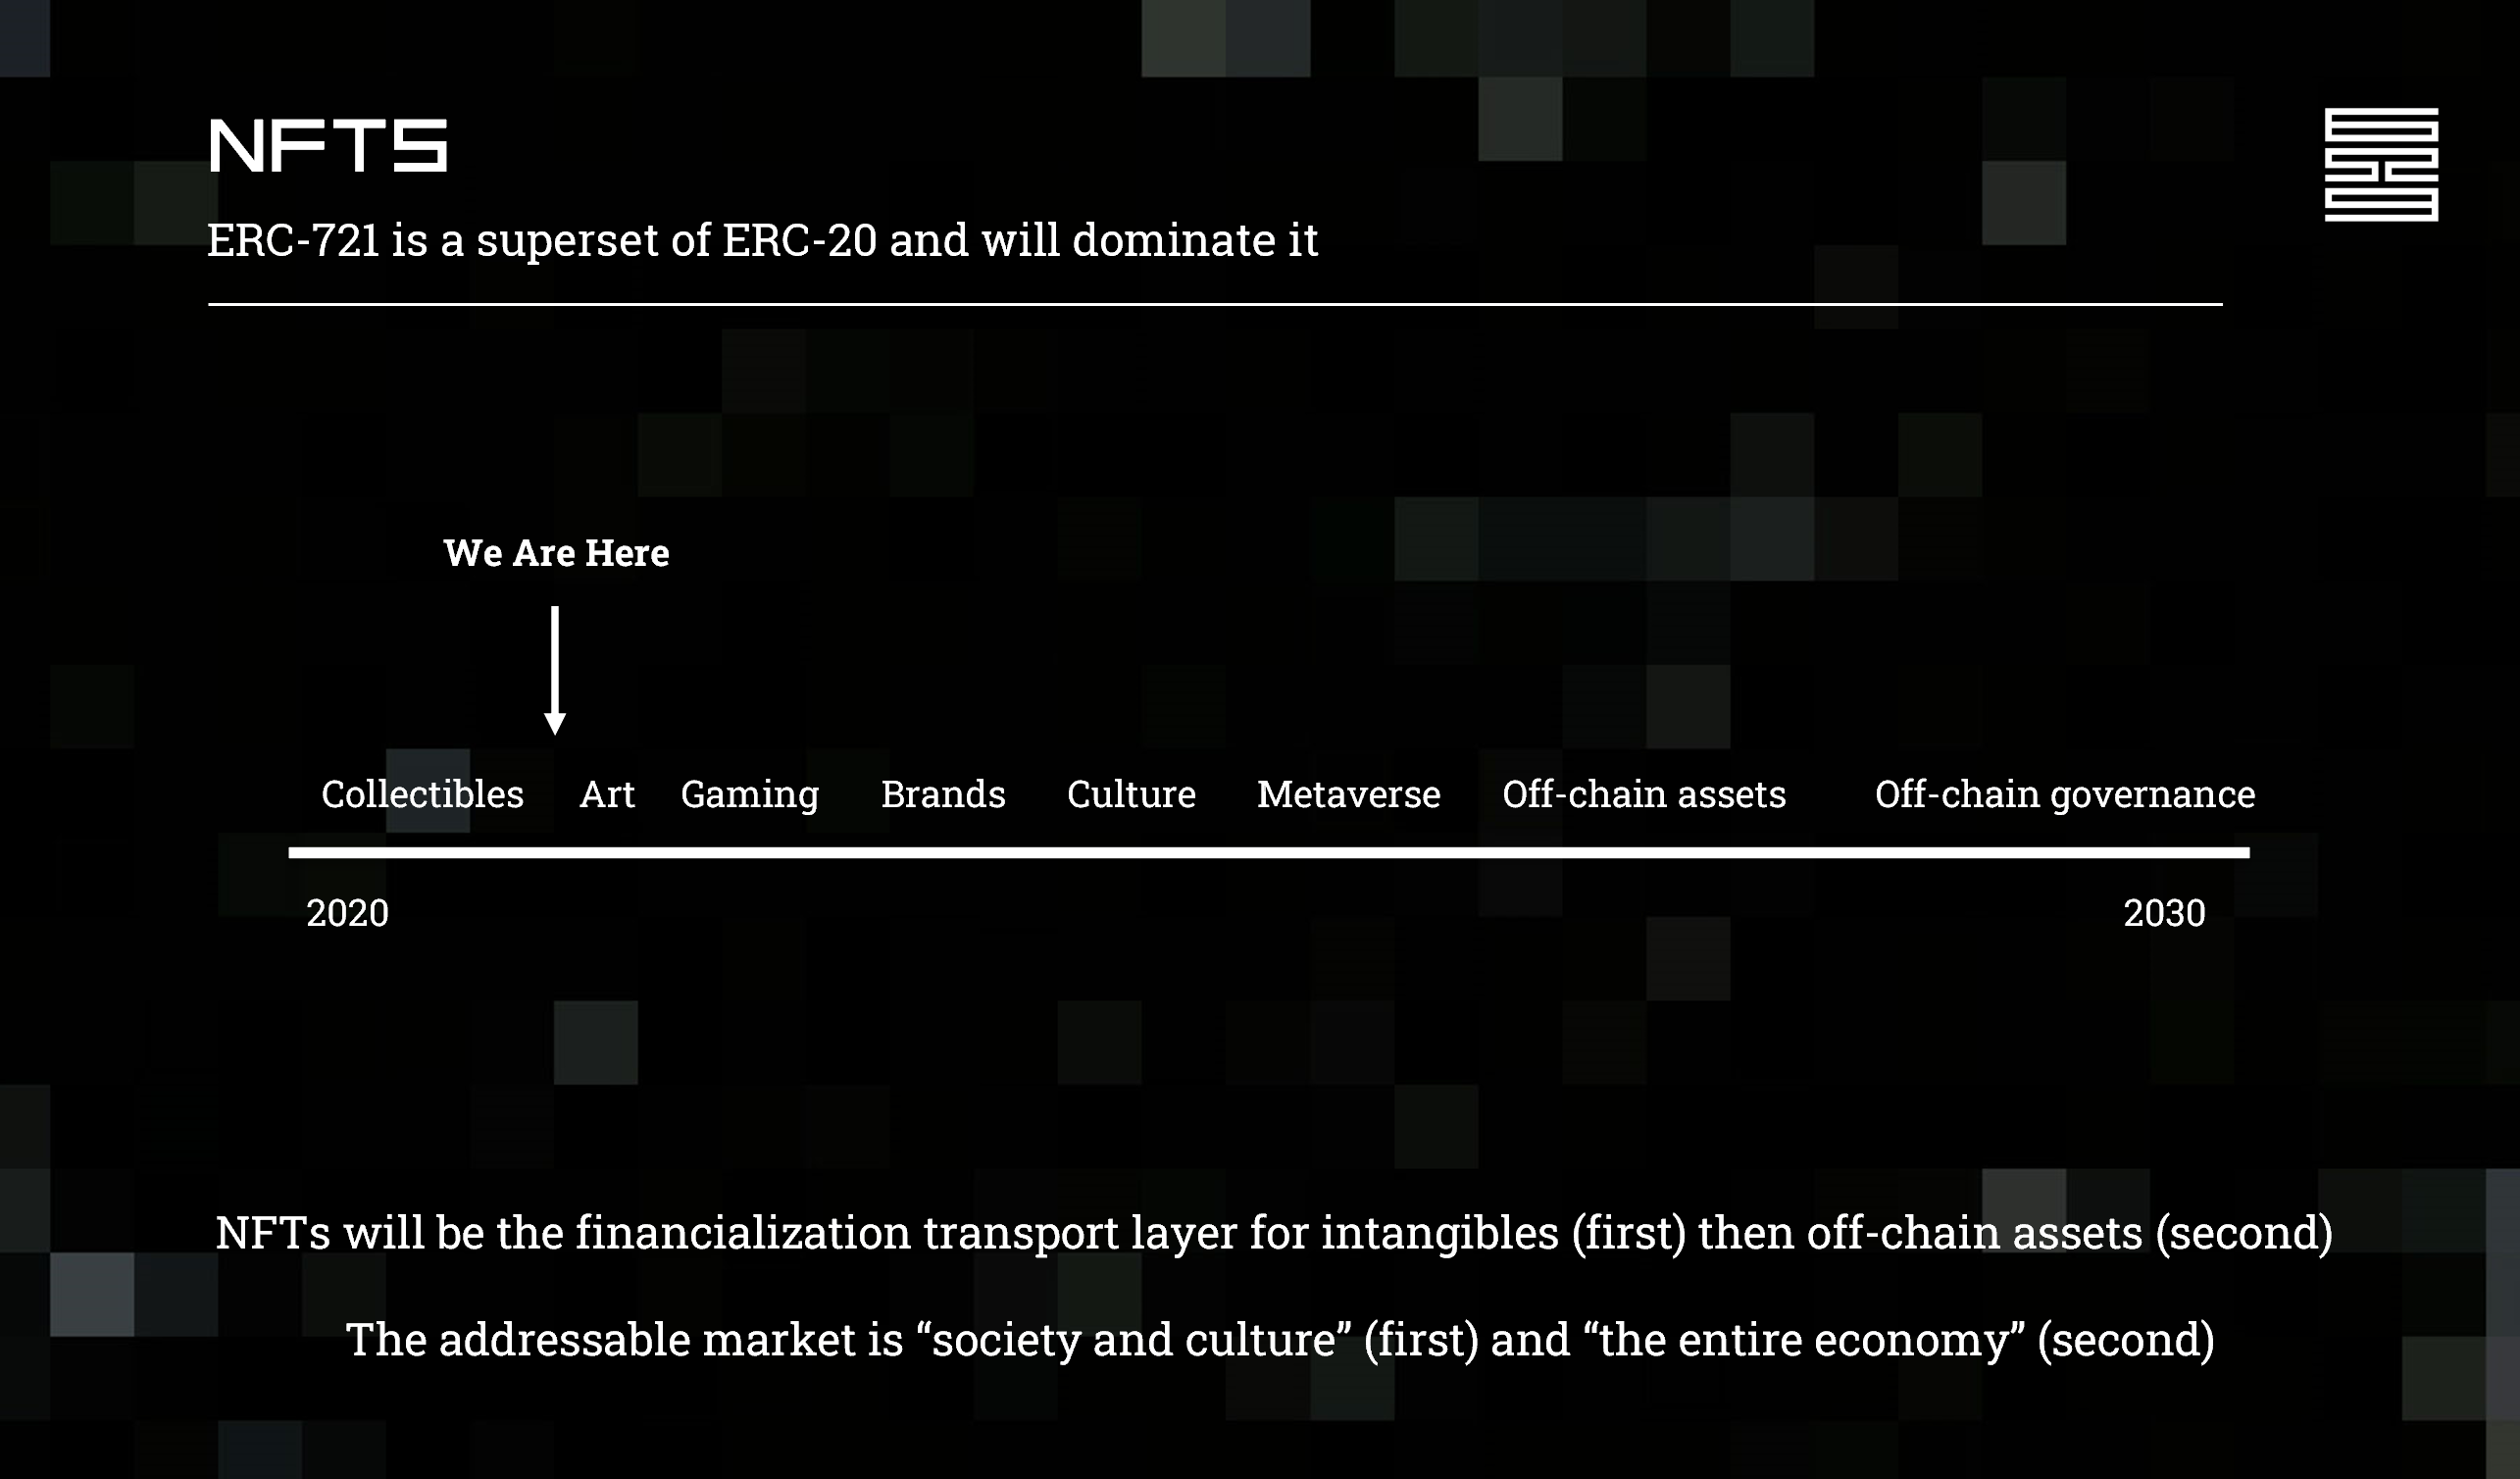 NFTS
ERC-721 is a superset of ERC-20 and will dominate it
We Are Here
Collectibles Art Gaming Brands Culture Metaverse Off-chain assets Off-chain governance
2020 2030
NFTs will be the financialization transport layer for intangibles (first) then off-chain assets (second)
The addressable market is “society and culture” (first) and “the entire economy” (second)